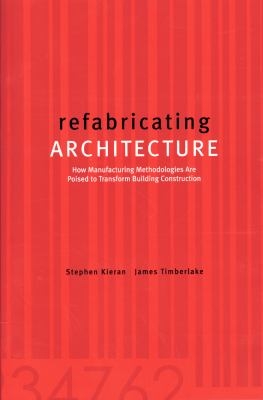 refabricating
ARCHITECTURE
How Manufacturing Methodologies Are
Poised to Transform Building Construction
Stephen Kieran James Timberlake
34762